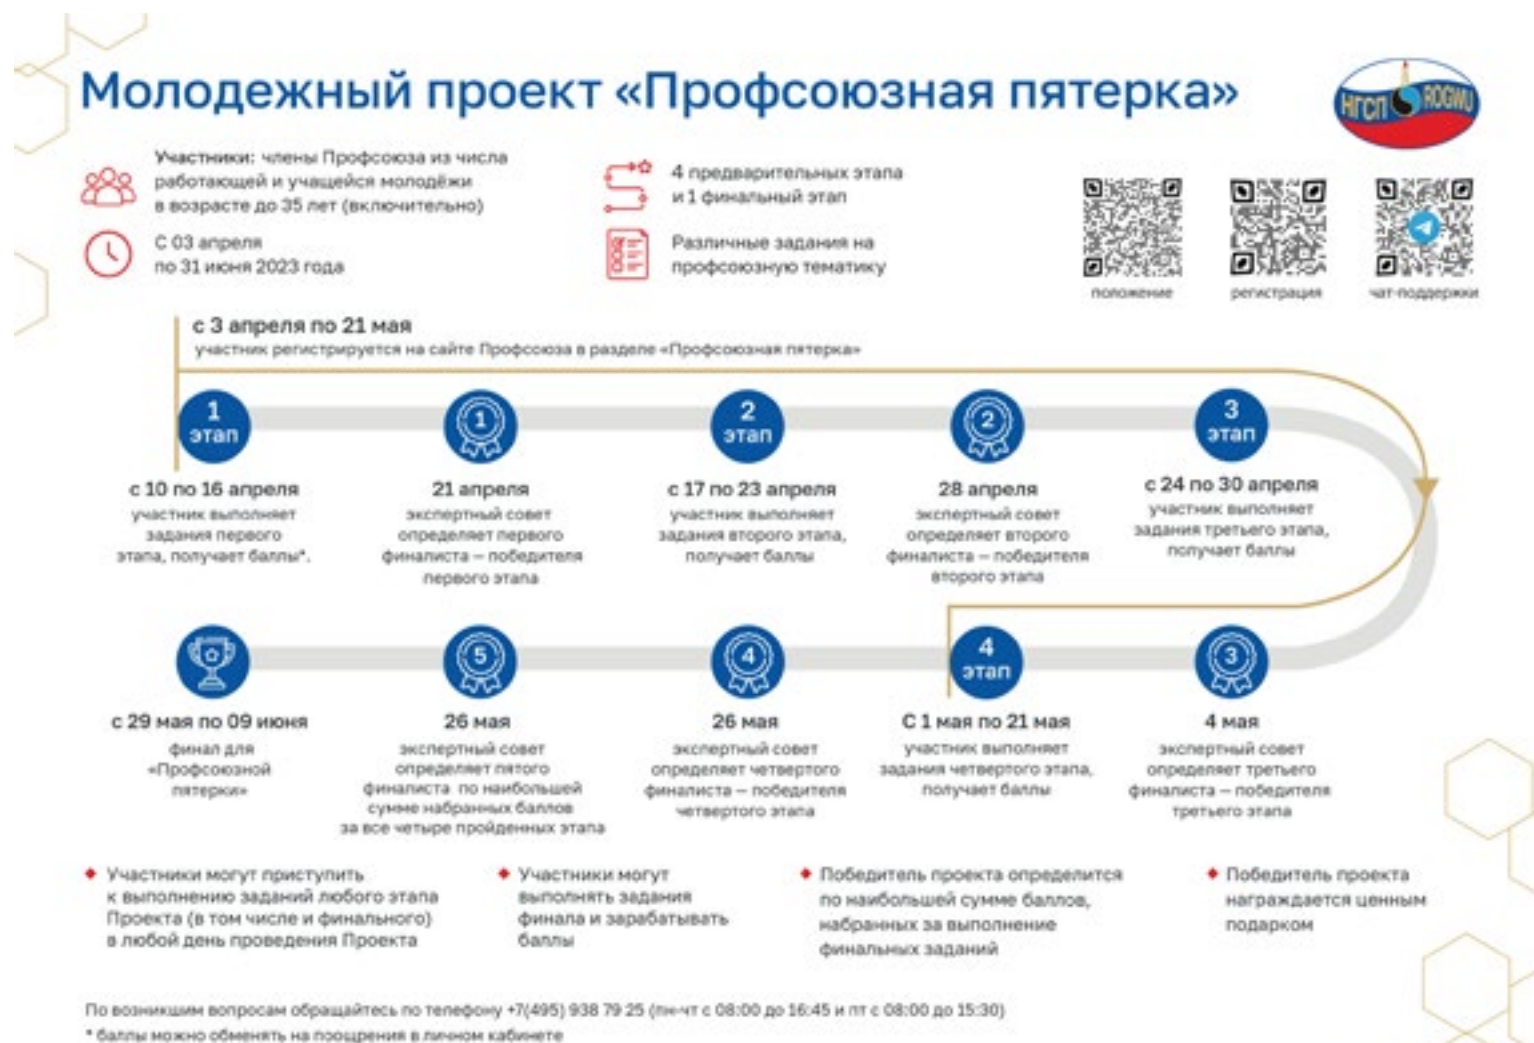 Молодежный проект «Профсоюзная пятерка»
НГСП ROGWU
Участники: члены Профсоюза из числа
работающей и учащейся молодёжи
в возрасте до 35 лет (включительно)
С 03 апреля
по 31 июня 2023 года
4 предварительных этапа
и 1 финальный этап
Различные задания на
профсоюзную тематику
положение
регистрация
чат-поддержки
с 3 апреля по 21 мая
участник регистрируется на сайте Профсоюза в разделе «Профсоюзная пятерка»
1
этап
с 10 по 16 апреля
участник выполняет
задания первого
этапа, получает баллы*.
1
21 апреля
экспертный совет
определяет первого
финалиста – победителя
первого этапа
2
этап
с 17 по 23 апреля
участник выполняет
задания второго этапа,
получает баллы
2
28 апреля
экспертный совет
определяет второго
финалиста – победителя
второго этапа
3
этап
с 24 по 30 апреля
участник выполняет
задания третьего этапа,
получает баллы
с 29 мая по 09 июня
финал для
«Профсоюзной
пятерки»
5
26 мая
экспертный совет
определяет пятого
финалиста по наибольшей
сумме набранных баллов
за все четыре пройденных этапа
4
26 мая
экспертный совет
определяет четвертого
финалиста – победителя
четвертого этапа
4
этап
С 1 мая по 21 мая
участник выполняет
задания четвертого этапа,
получает баллы
3
4 мая
экспертный совет
определяет третьего
финалиста – победителя
третьего этапа
Участники могут приступить
к выполнению заданий любого этапа
Проекта (в том числе и финального)
в любой день проведения Проекта
Участники могут
выполнять задания
финала и зарабатывать
баллы
Победитель проекта определится
по наибольшей сумме баллов,
набранных за выполнение
финальных заданий
Победитель проекта
награждается ценным
подарком
По возникшим вопросам обращайтесь по телефону +7(495) 938 79 25 (пн-чт с 08:00 до 16:45 и пт с 08:00 до 15:30)
* баллы можно обменять на поощрения в личном кабинете